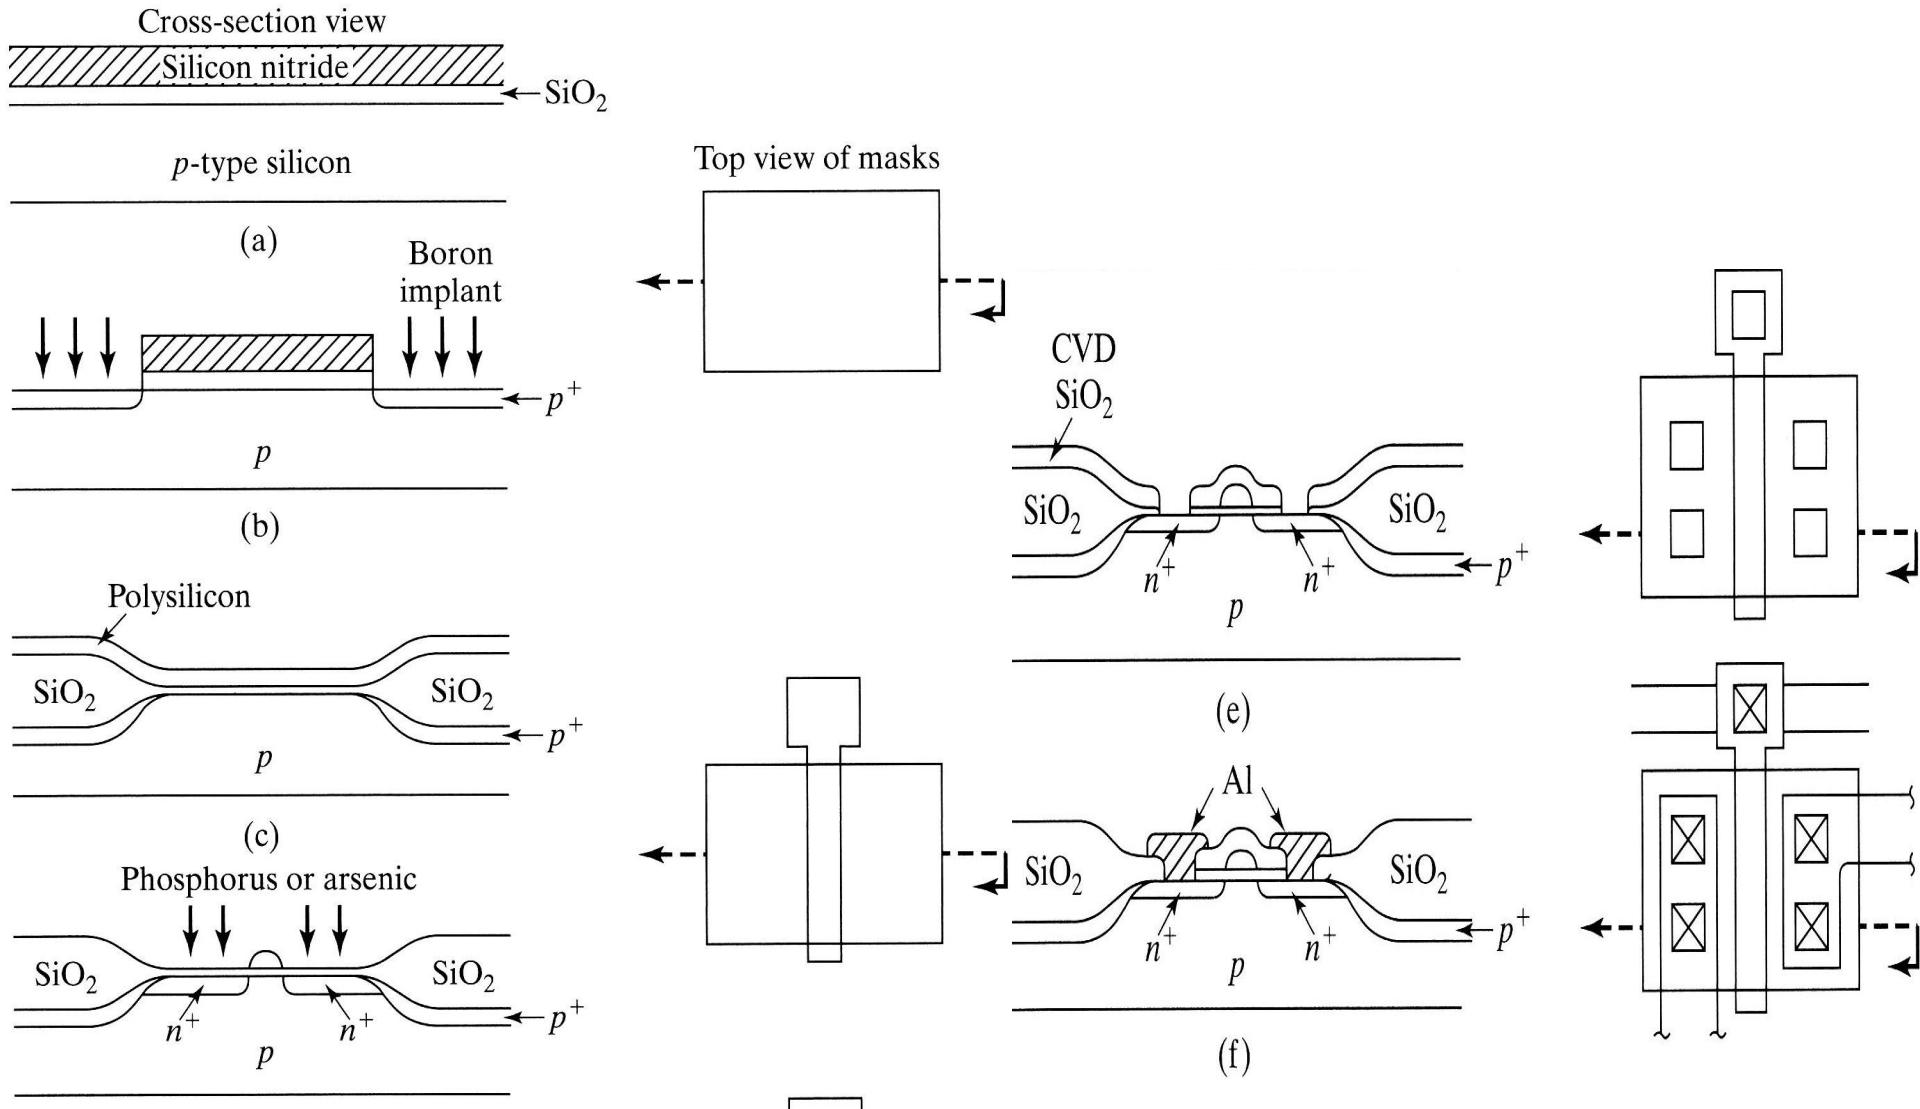 Cross-section view
Silicon nitride
SiO₂
p-type silicon
(a)
Boron
implant
p⁺
p
(b)
Polysilicon
SiO₂
SiO₂
p⁺
p
(c)
Phosphorus or arsenic
SiO₂
SiO₂
n⁺
n⁺
p⁺
p
Top view of masks
CVD
SiO₂
SiO₂
SiO₂
n⁺
n⁺
p⁺
p
(e)
Al
SiO₂
SiO₂
n⁺
n⁺
p⁺
p
(f)